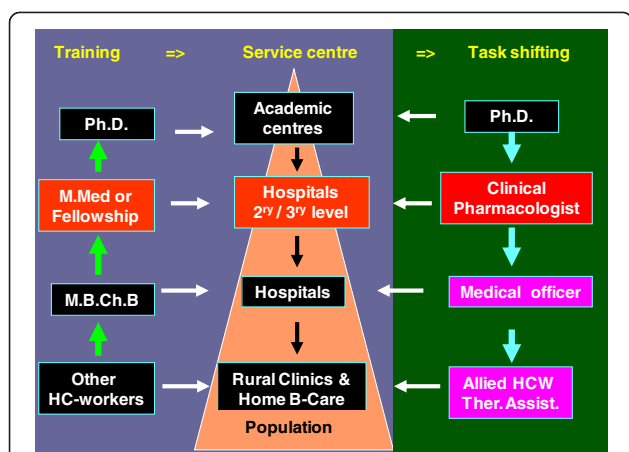 Training => Service centre => Task shifting
Ph.D.
Academic
centres
Ph.D.
M.Med or
Fellowship
Hospitals
2ʳʸ / 3ʳʸ level
Clinical
Pharmacologist
M.B.Ch.B
Hospitals
Medical officer
Other
HC-workers
Rural Clinics &
Home B-Care
Allied HCW
Ther. Assist.
Population